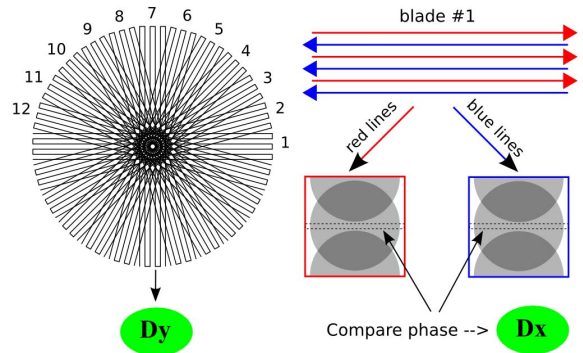 7
8
6
9
5
10
4
11
3
12
2
1
Dy
blade #1
red lines
blue lines
Compare phase --> Dx